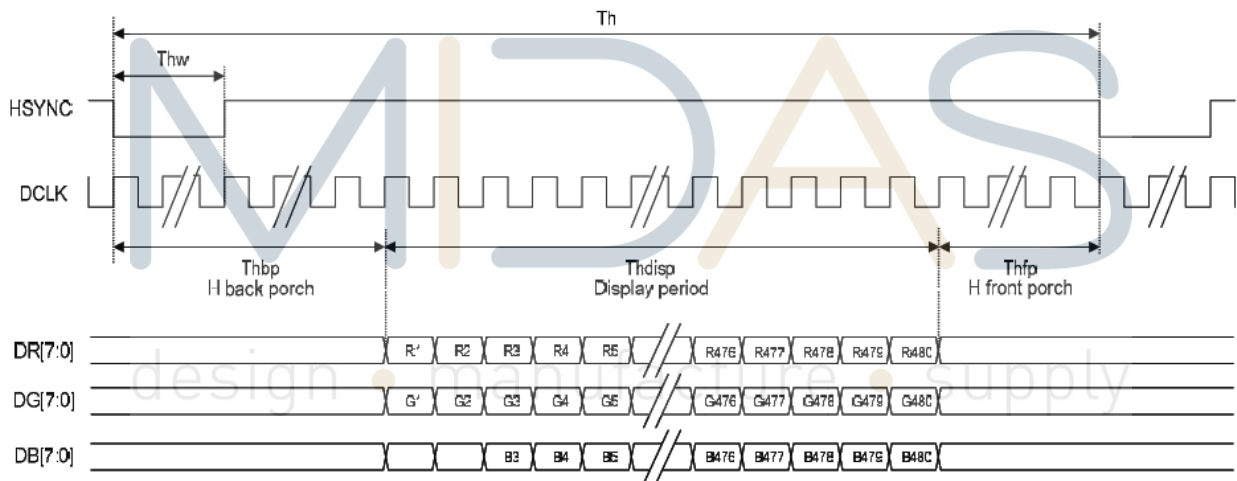 Th
Thw
HSYNC
DCLK
Thbp
H back porch
Thdisp
Display period
Thfp
H front porch
DR[7:0] R1 R2 R3 R4 R5 R476 R477 R478 R479 R480
DG[7:0] G1 G2 G3 G4 G5 G476 G477 G478 G479 G480
DB[7:0] B3 B4 B5 B476 B477 B478 B479 B480
MIDAS
design • manufacture • supply